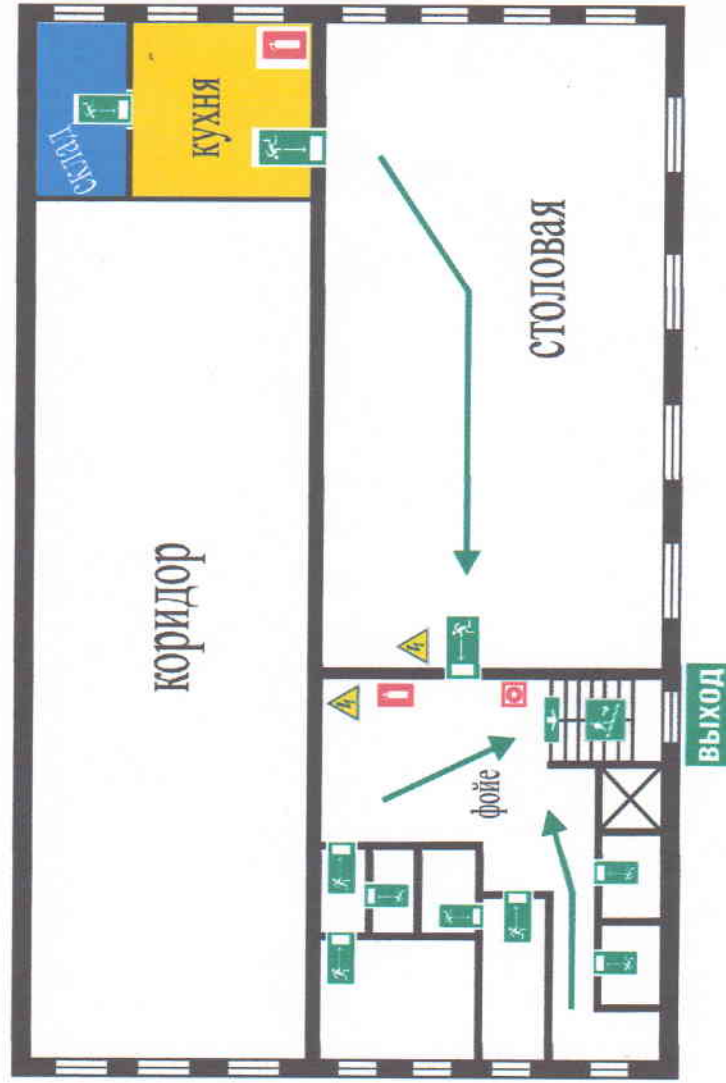 склад
кухня
коридор
столовая
фойе
ВЫХОД